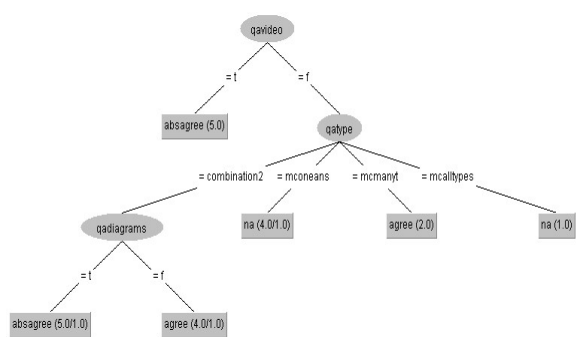 qavideo
= t
= f
absagree (5.0)
qatype
= combination2
= mconeans
= mcmanyt
= mcalltypes
qadiagrams
na (4.0/1.0)
agree (2.0)
na (1.0)
= t
= f
absagree (5.0/1.0)
agree (4.0/1.0)